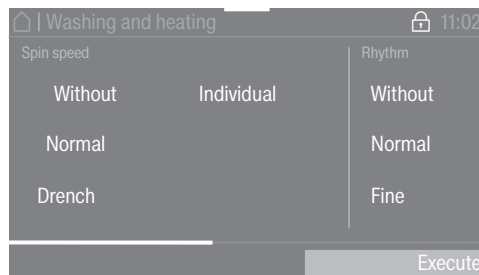 | Washing and heating 11:02
Spin speed Rhythm
Without Individual Without
Normal Normal
Drench Fine
Execute